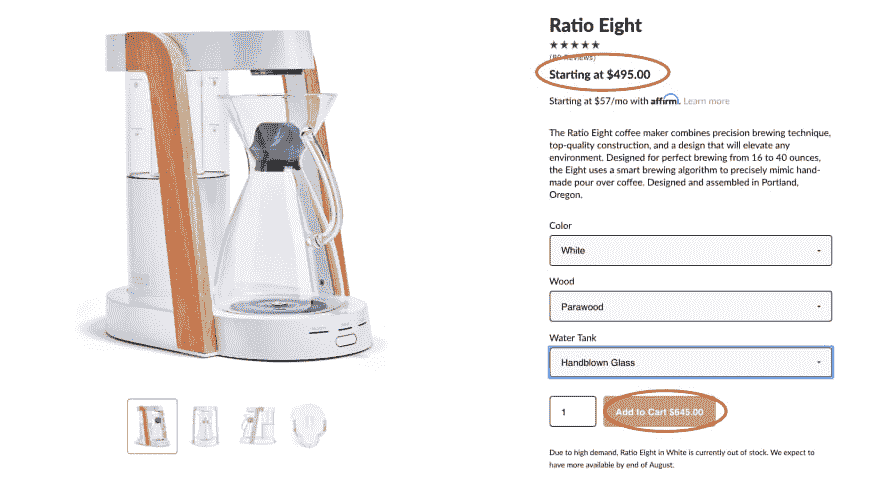 Ratio Eight
★★★★★
(80 Reviews)
Starting at $495.00
Starting at $57/mo with affirm. Learn more
The Ratio Eight coffee maker combines precision brewing technique,
top-quality construction, and a design that will elevate any
environment. Designed for perfect brewing from 16 to 40 ounces,
the Eight uses a smart brewing algorithm to precisely mimic hand-
made pour over coffee. Designed and assembled in Portland,
Oregon.
Color
White
Wood
Parawood
Water Tank
Handblown Glass
1
Add to Cart $645.00
Due to high demand, Ratio Eight in White is currently out of stock. We expect to
have more available by end of August.